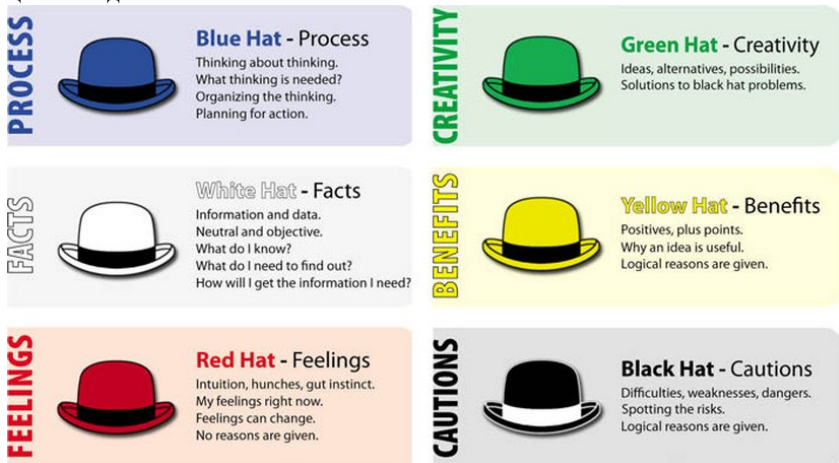 PROCESS
Blue Hat - Process
Thinking about thinking.
What thinking is needed?
Organizing the thinking.
Planning for action.
CREATIVITY
Green Hat - Creativity
Ideas, alternatives, possibilities.
Solutions to black hat problems.
FACTS
White Hat - Facts
Information and data.
Neutral and objective.
What do I know?
What do I need to find out?
How will I get the information I need?
BENEFITS
Yellow Hat - Benefits
Positives, plus points.
Why an idea is useful.
Logical reasons are given.
FEELINGS
Red Hat - Feelings
Intuition, hunches, gut instinct.
My feelings right now.
Feelings can change.
No reasons are given.
CAUTIONS
Black Hat - Cautions
Difficulties, weaknesses, dangers.
Spotting the risks.
Logical reasons are given.